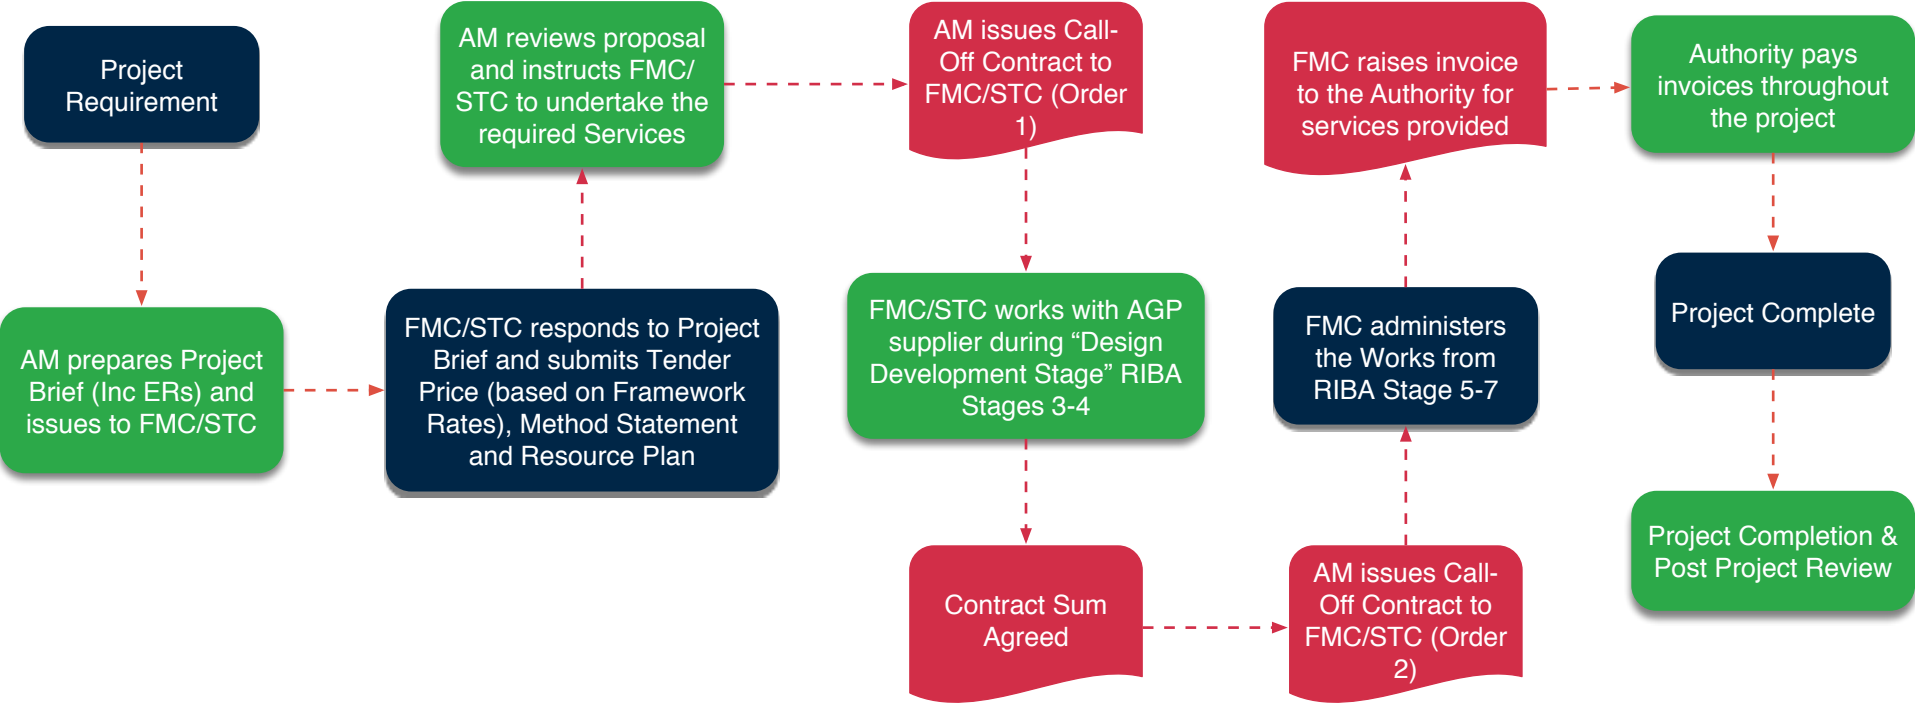 Project
Requirement
AM prepares Project
Brief (Inc ERs) and
issues to FMC/STC
FMC/STC responds to Project
Brief and submits Tender
Price (based on Framework
Rates), Method Statement
and Resource Plan
AM reviews proposal
and instructs FMC/
STC to undertake the
required Services
AM issues Call-
Off Contract to
FMC/STC (Order
1)
FMC/STC works with AGP
supplier during “Design
Development Stage” RIBA
Stages 3-4
Contract Sum
Agreed
AM issues Call-
Off Contract to
FMC/STC (Order
2)
FMC administers
the Works from
RIBA Stage 5-7
FMC raises invoice
to the Authority for
services provided
Authority pays
invoices throughout
the project
Project Complete
Project Completion &
Post Project Review